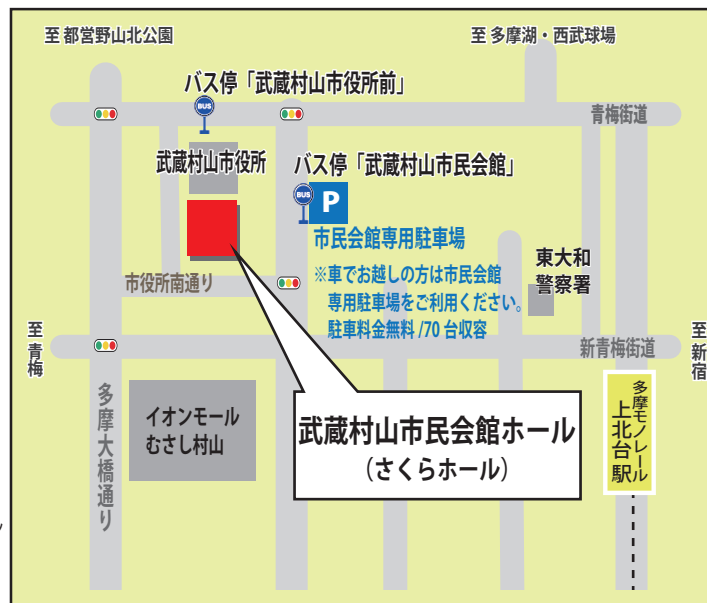 至 都営野山北公園
至 多摩湖・西武球場
バス停「武蔵村山市役所前」
BUS
青梅街道
武蔵村山市役所
バス停「武蔵村山市民会館」
BUS
P
市民会館専用駐車場
※車でお越しの方は市民会館
専用駐車場をご利用ください。
駐車料金無料 /70 台収容
東大和
警察署
市役所南通り
至 青梅
新青梅街道
至 新宿
多摩大橋通り
イオンモール
むさし村山
武蔵村山市民会館ホール
(さくらホール)
多摩モノレール
上北台駅